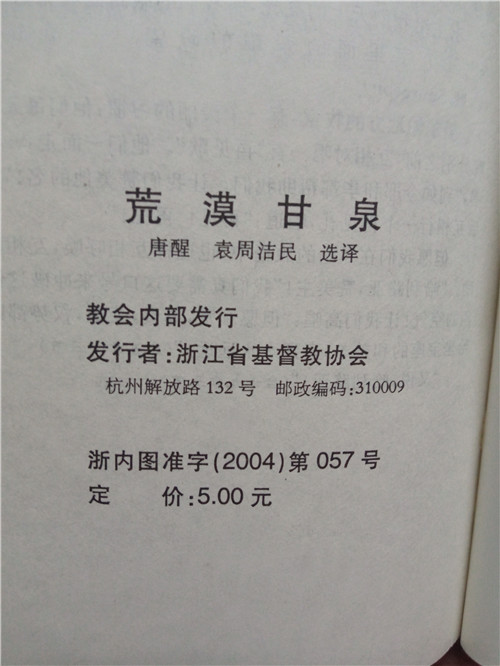 荒漠甘泉
唐醒 袁周洁民 选译
教会内部发行
发行者:浙江省基督教协会
杭州解放路132号 邮政编码:310009
浙内图准字(2004)第057号
定 价:5.00元